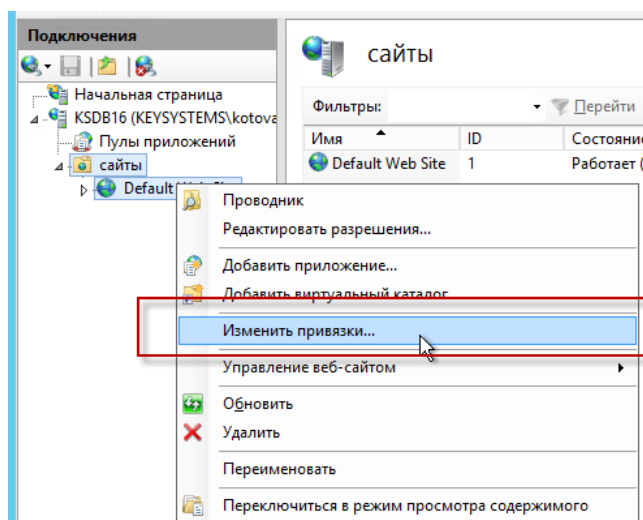 Подключения
Начальная страница
KSDB16 (KEYSYSTEMS\kotova
Пулы приложений
сайты
Default
сайты
Фильтры:
Перейти
Имя ID Состояние
Default Web Site 1 Работает (
Проводник
Редактировать разрешения...
Добавить приложение...
Добавить виртуальный каталог
Изменить привязки...
Управление веб-сайтом
Обновить
Удалить
Переименовать
Переключиться в режим просмотра содержимого